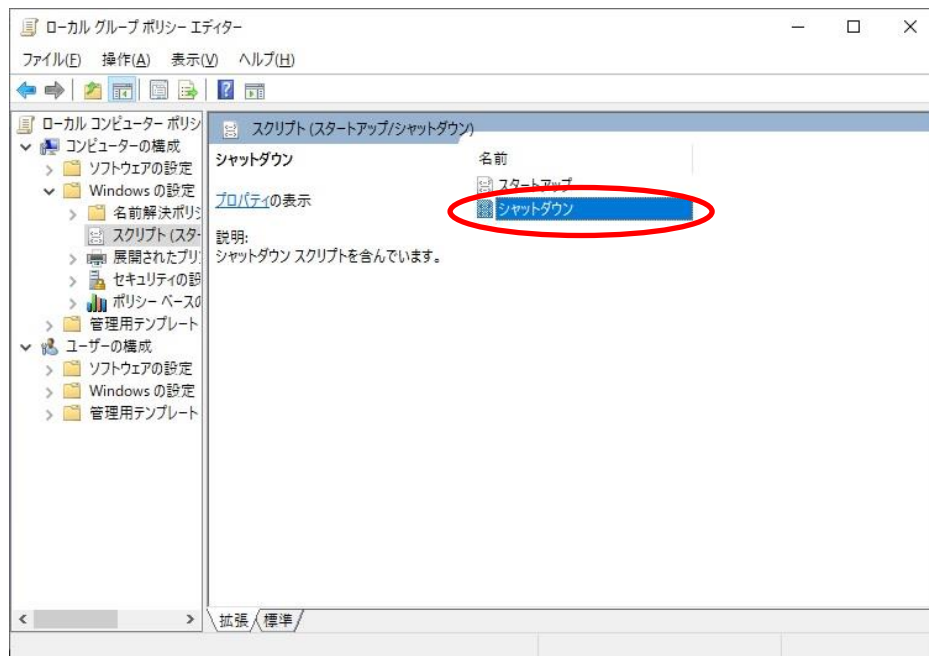 ローカル グループ ポリシー エディター
ファイル(F) 操作(A) 表示(V) ヘルプ(H)
ローカル コンピューター ポリシ
コンピューターの構成
ソフトウェアの設定
Windows の設定
名前解決ポリシ
スクリプト (スター
展開されたプリ
セキュリティの設
ポリシー ベースの
管理用テンプレート
ユーザーの構成
ソフトウェアの設定
Windows の設定
管理用テンプレート
スクリプト (スタートアップ/シャットダウン)
シャットダウン
プロパティの表示
説明:
シャットダウン スクリプトを含んでいます。
名前
スタートアップ
シャットダウン
拡張 標準